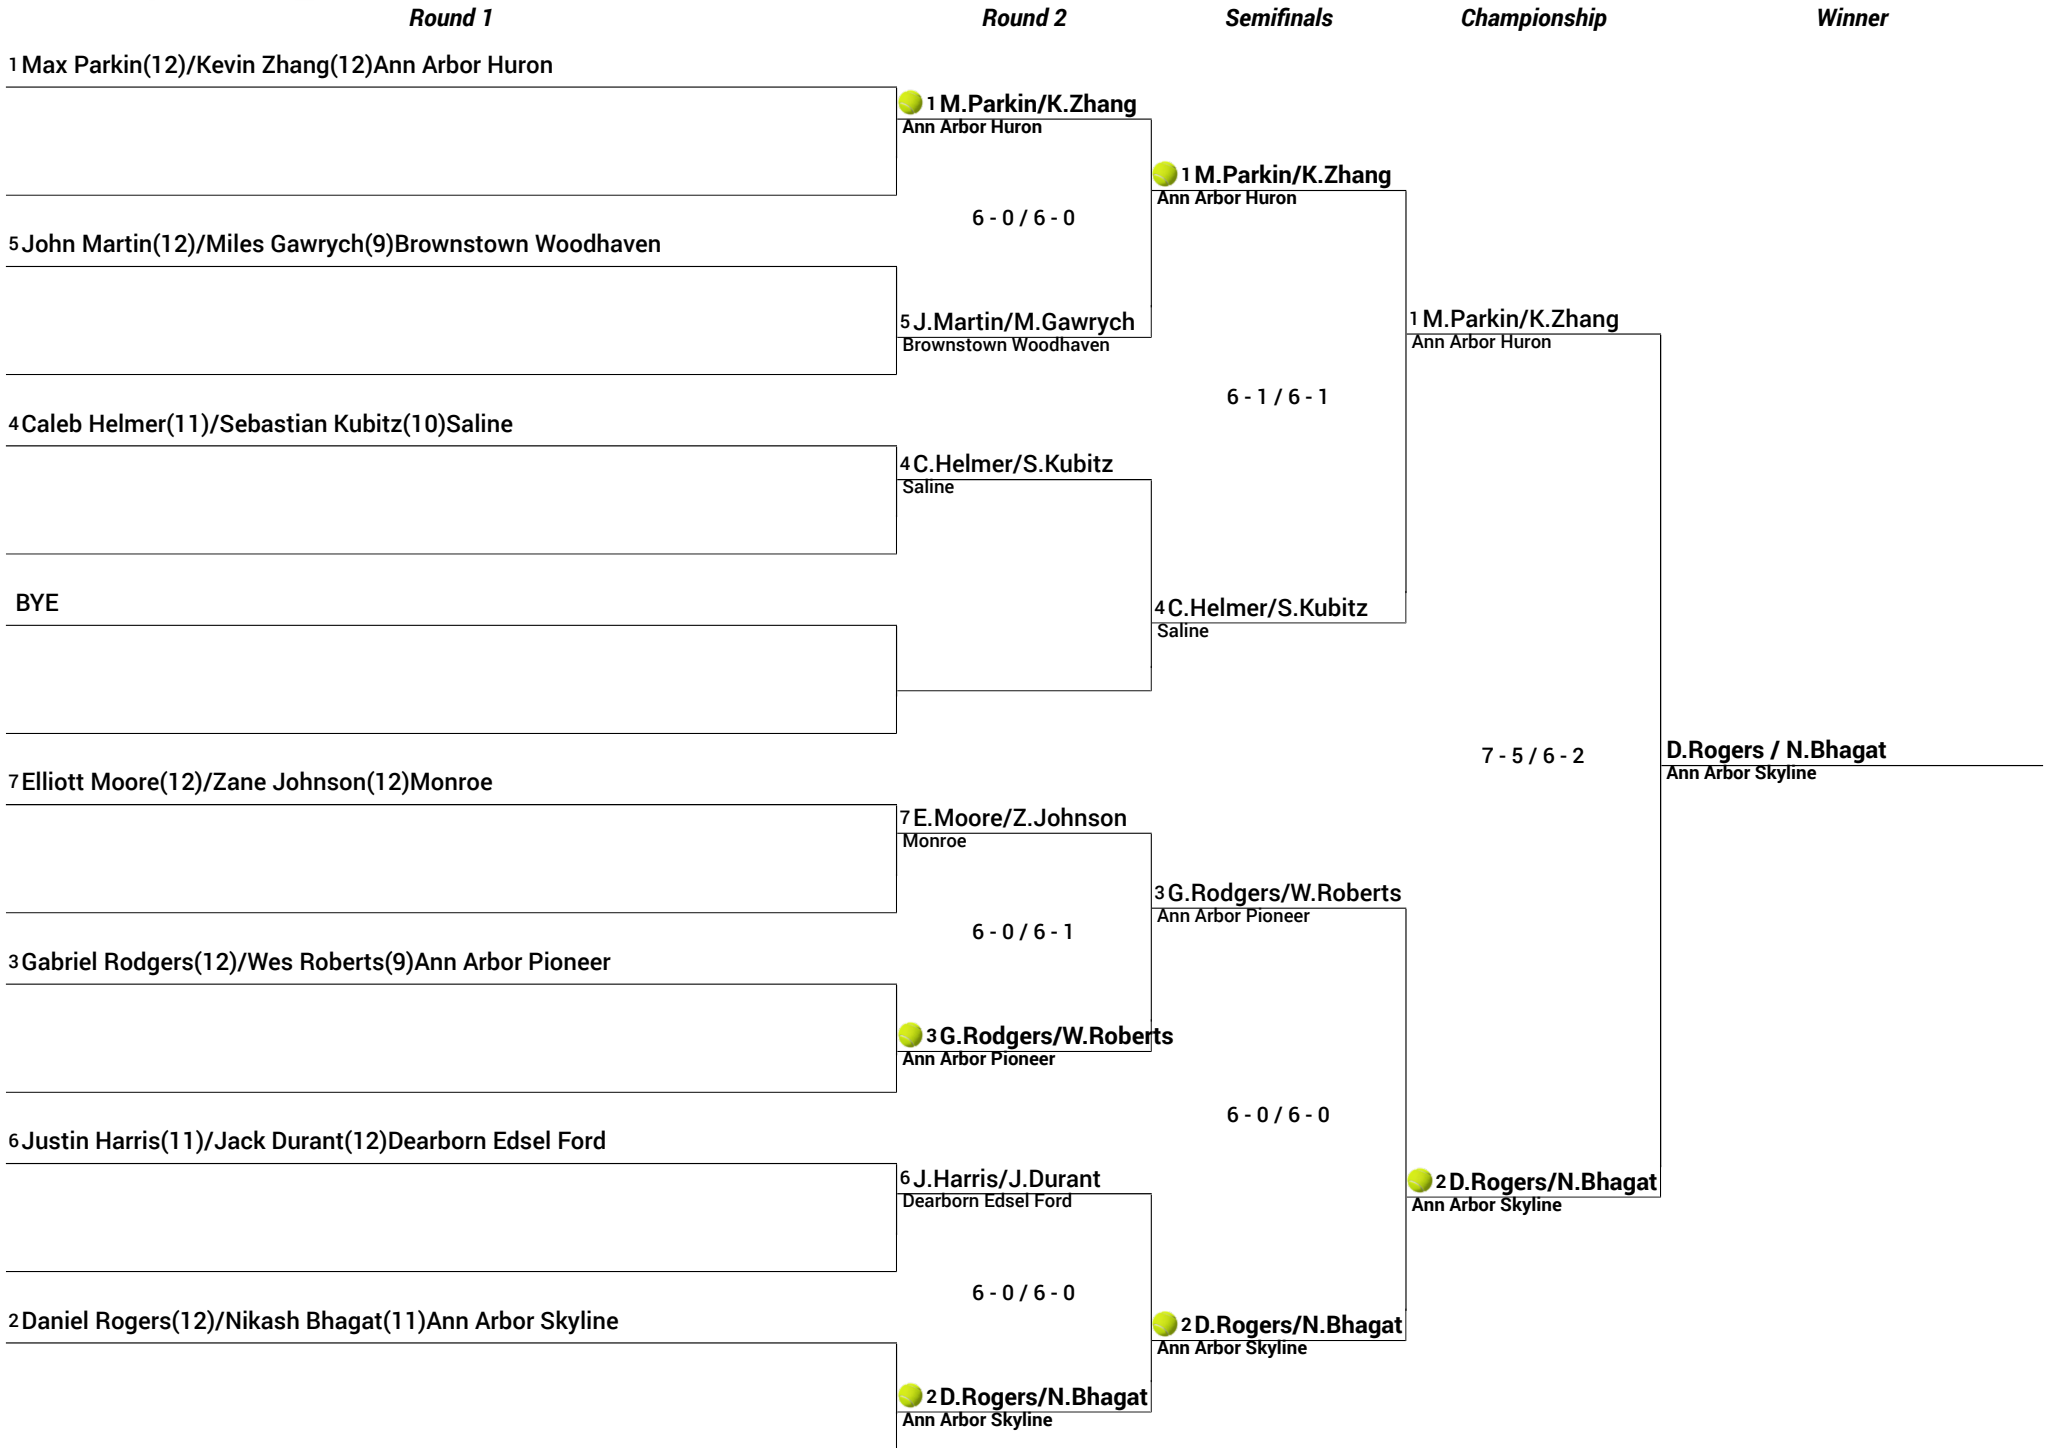 Round 1
Round 2
Semifinals
Championship
Winner
1 Max Parkin(12)/Kevin Zhang(12)Ann Arbor Huron
5 John Martin(12)/Miles Gawrych(9)Brownstown Woodhaven
4 Caleb Helmer(11)/Sebastian Kubitz(10)Saline
BYE
7 Elliott Moore(12)/Zane Johnson(12)Monroe
3 Gabriel Rodgers(12)/Wes Roberts(9)Ann Arbor Pioneer
6 Justin Harris(11)/Jack Durant(12)Dearborn Edsel Ford
2 Daniel Rogers(12)/Nikash Bhagat(11)Ann Arbor Skyline
1 M.Parkin/K.Zhang
Ann Arbor Huron
6 - 0 / 6 - 0
5 J.Martin/M.Gawrych
Brownstown Woodhaven
4 C.Helmer/S.Kubitz
Saline
7 E.Moore/Z.Johnson
Monroe
6 - 0 / 6 - 1
3 G.Rodgers/W.Roberts
Ann Arbor Pioneer
6 J.Harris/J.Durant
Dearborn Edsel Ford
6 - 0 / 6 - 0
2 D.Rogers/N.Bhagat
Ann Arbor Skyline
1 M.Parkin/K.Zhang
Ann Arbor Huron
6 - 1 / 6 - 1
4 C.Helmer/S.Kubitz
Saline
3 G.Rodgers/W.Roberts
Ann Arbor Pioneer
6 - 0 / 6 - 0
2 D.Rogers/N.Bhagat
Ann Arbor Skyline
1 M.Parkin/K.Zhang
Ann Arbor Huron
7 - 5 / 6 - 2
2 D.Rogers/N.Bhagat
Ann Arbor Skyline
D.Rogers / N.Bhagat
Ann Arbor Skyline